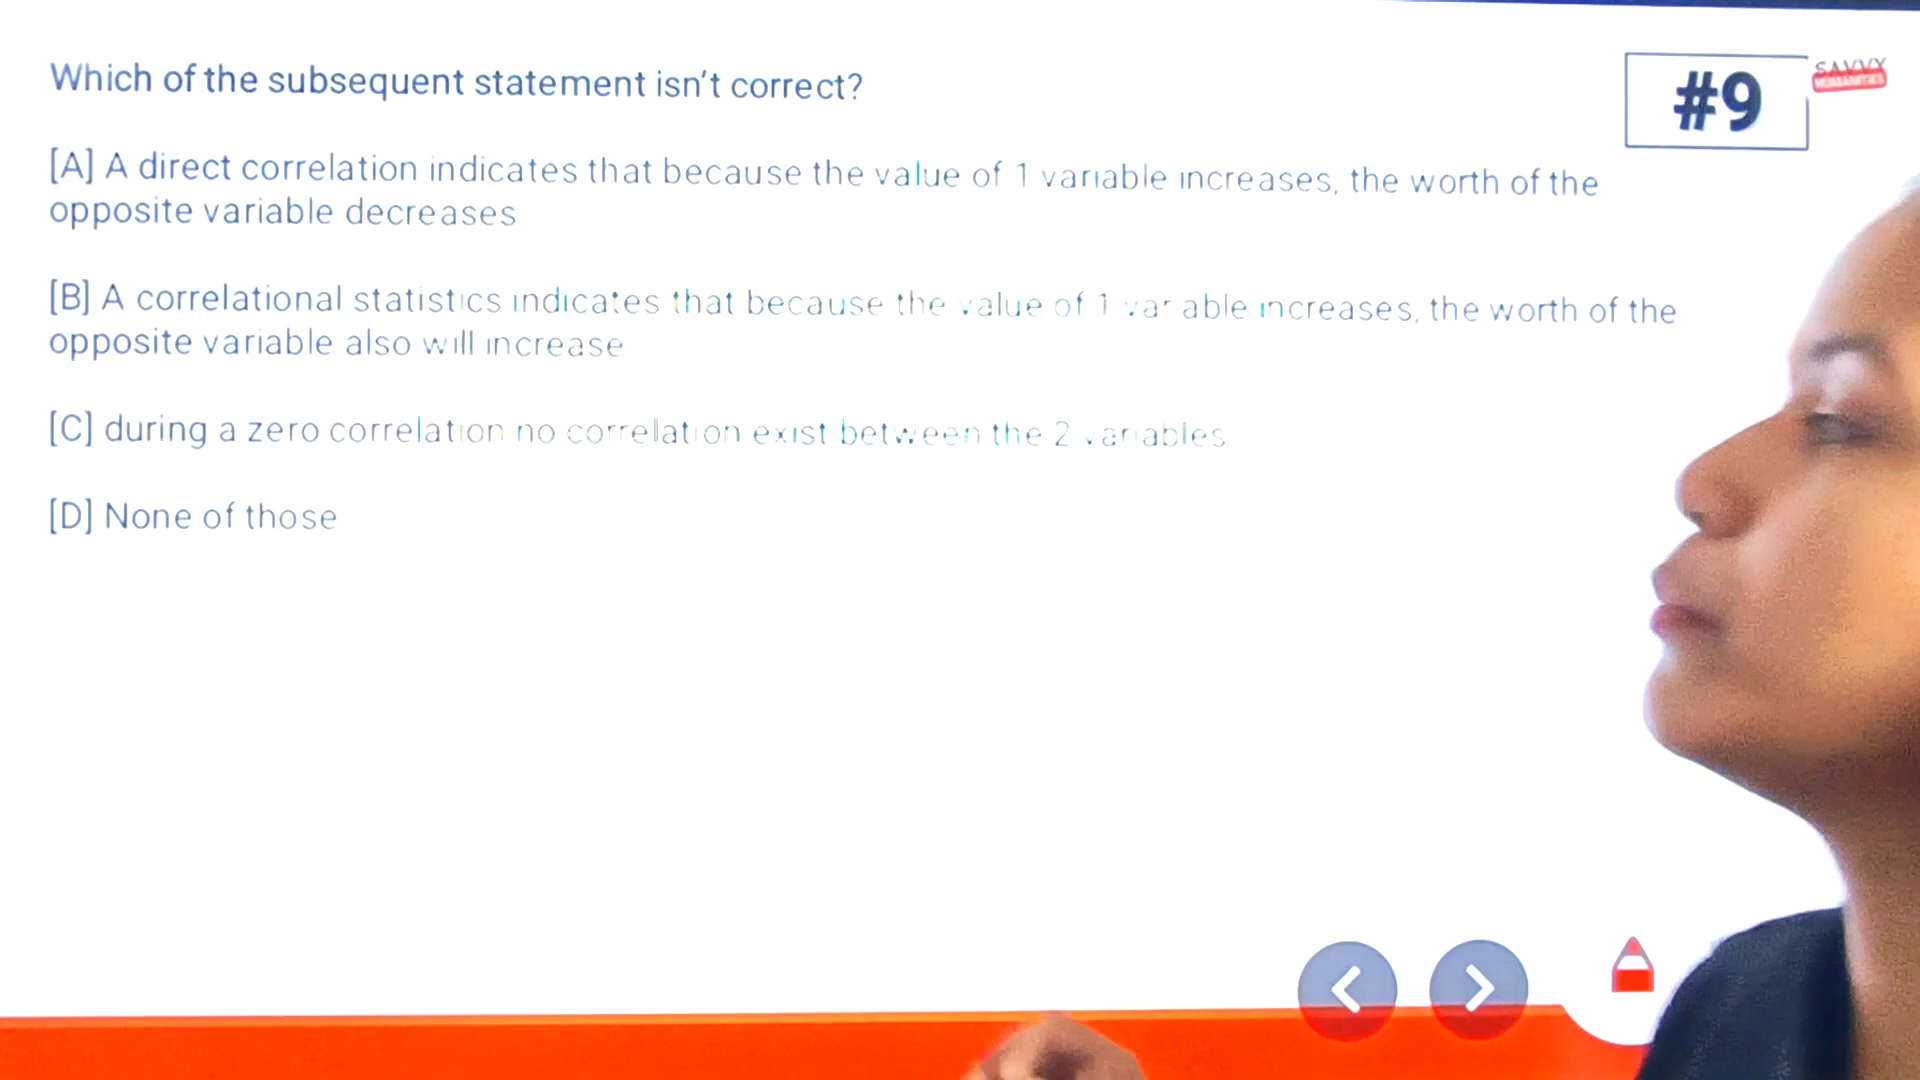 Which of the subsequent statement isn't correct?
#9
SAVVY
HUMANITIES
[A] A direct correlation indicates that because the value of 1 variable increases, the worth of the
opposite variable decreases
[B] A correlational statistics indicates that because the value of 1 variable increases, the worth of the
opposite variable also will increase
[C] during a zero correlation no correlation exist between the 2 variables
[D] None of those